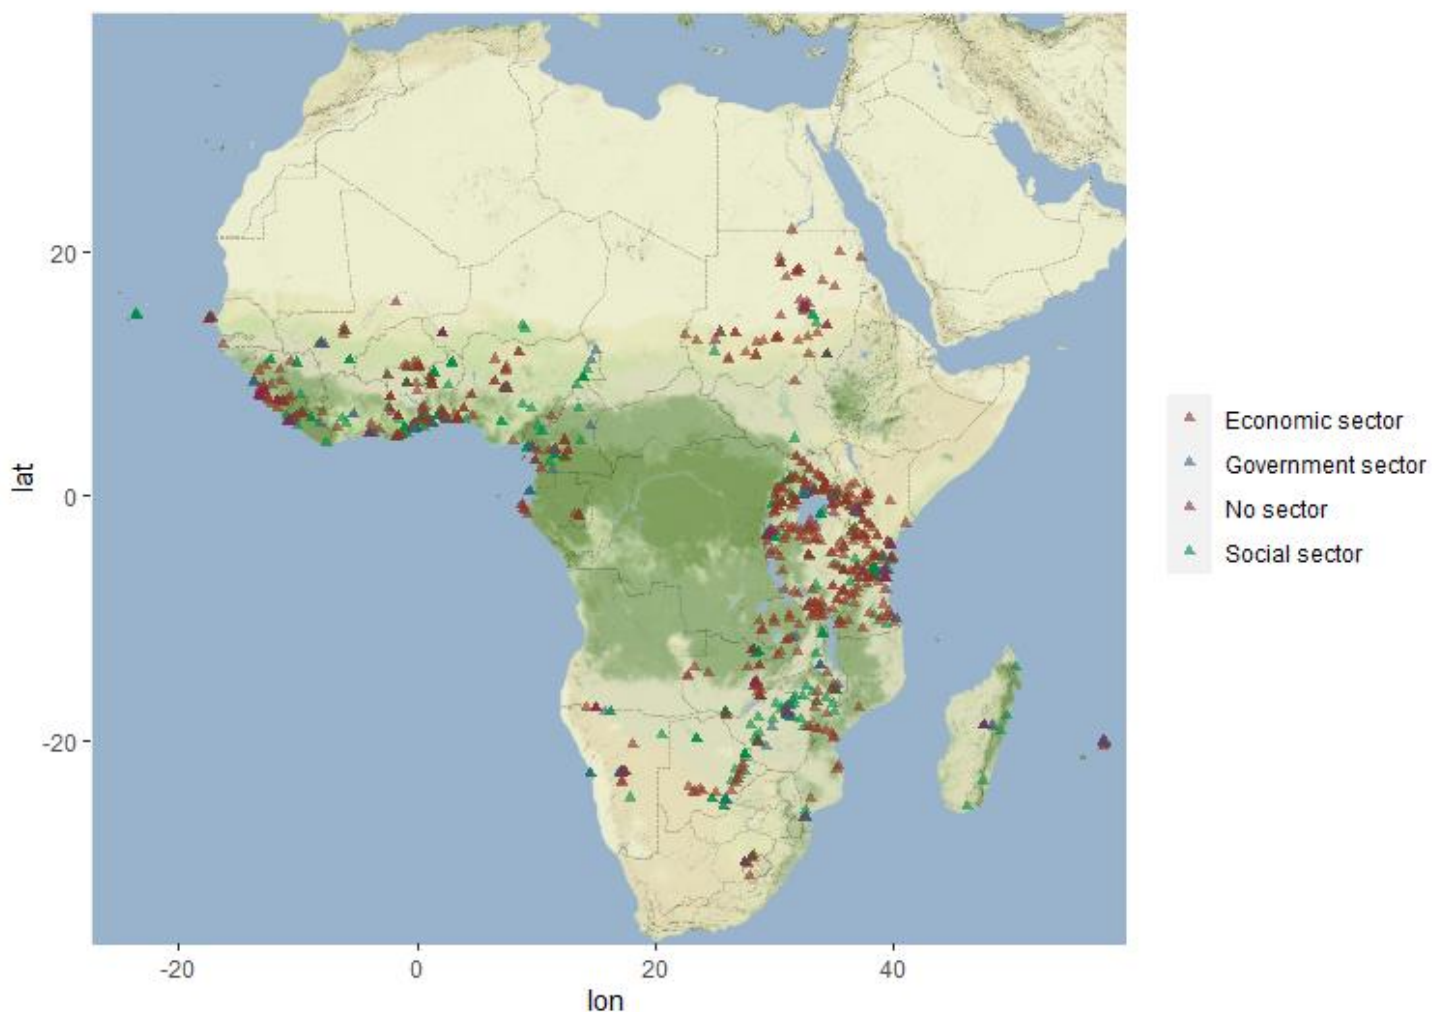 20
0
-20
lat
-20
0
20
40
lon
Economic sector
Government sector
No sector
Social sector